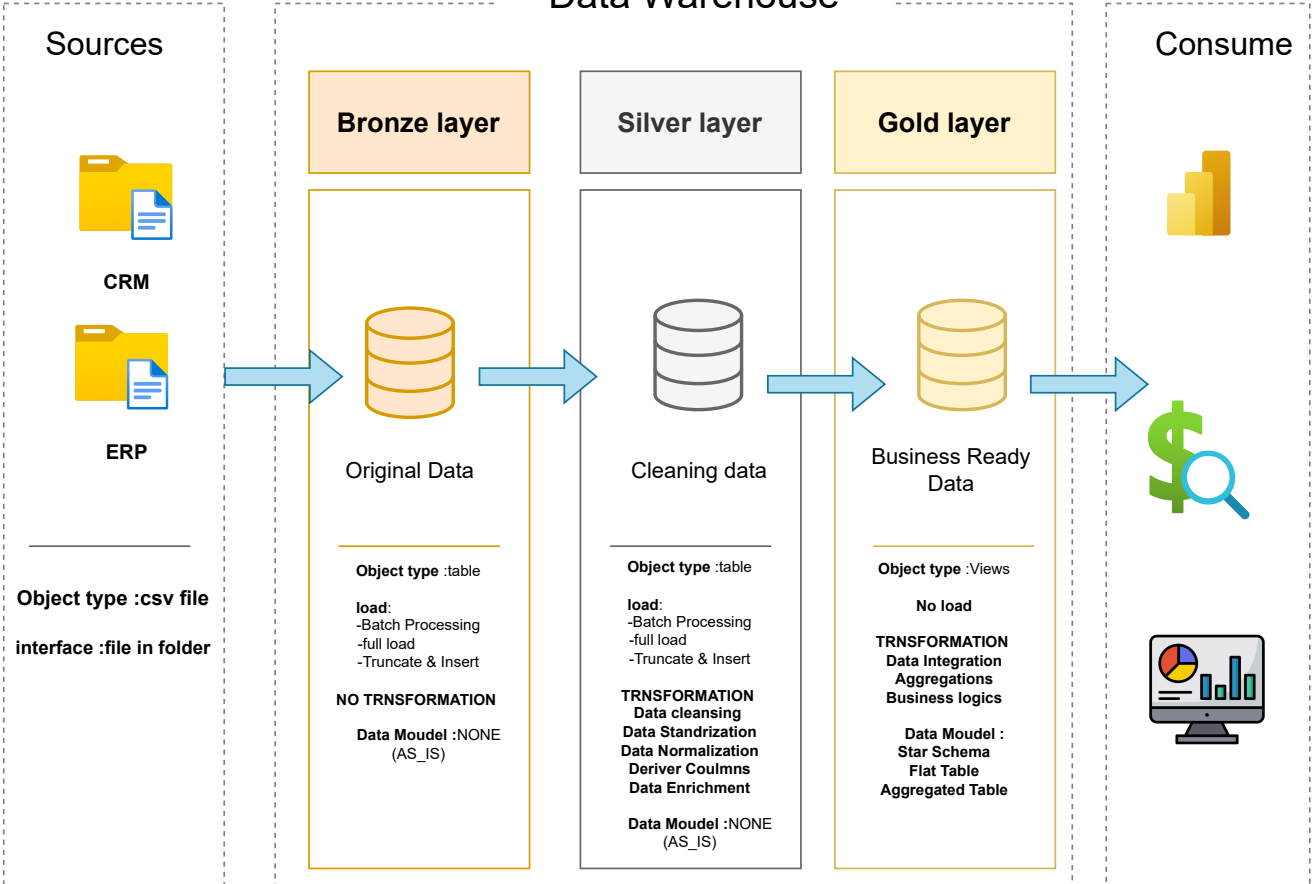 Data Warehouse
Sources
CRM
ERP
Object type :csv file
interface :file in folder
Bronze layer
Original Data
Object type :table
load:
-Batch Processing
-full load
-Truncate & Insert
NO TRNSFORMATION
Data Moudel :NONE
(AS_IS)
Silver layer
Cleaning data
Object type :table
load:
-Batch Processing
-full load
-Truncate & Insert
TRNSFORMATION
Data cleansing
Data Standrization
Data Normalization
Deriver Coulmns
Data Enrichment
Data Moudel :NONE
(AS_IS)
Gold layer
Business Ready
Data
Object type :Views
No load
TRNSFORMATION
Data Integration
Aggregations
Business logics
Data Moudel :
Star Schema
Flat Table
Aggregated Table
Consume